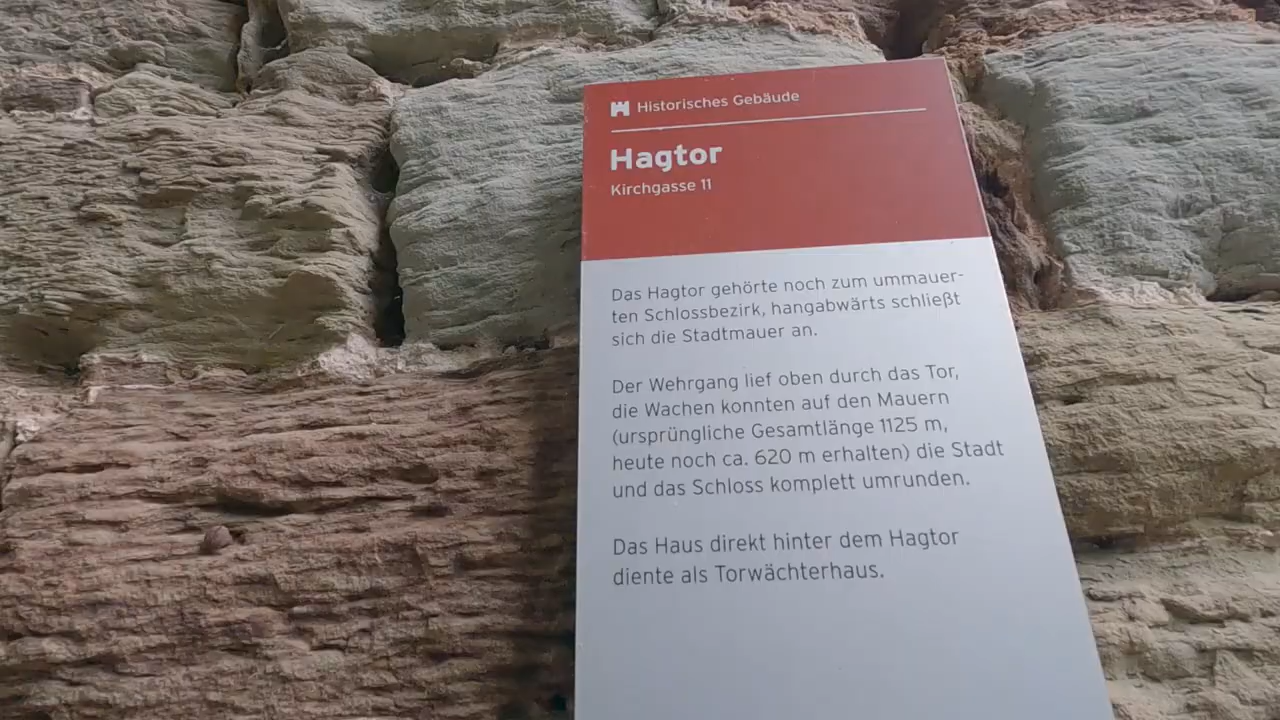 Historisches Gebäude
Hagtor
Kirchgasse 11
Das Hagtor gehörte noch zum ummauer-
ten Schlossbezirk, hangabwärts schließt
sich die Stadtmauer an.
Der Wehrgang lief oben durch das Tor,
die Wachen konnten auf den Mauern
(ursprüngliche Gesamtlänge 1125 m,
heute noch ca. 620 m erhalten) die Stadt
und das Schloss komplett umrunden.
Das Haus direkt hinter dem Hagtor
diente als Torwächterhaus.